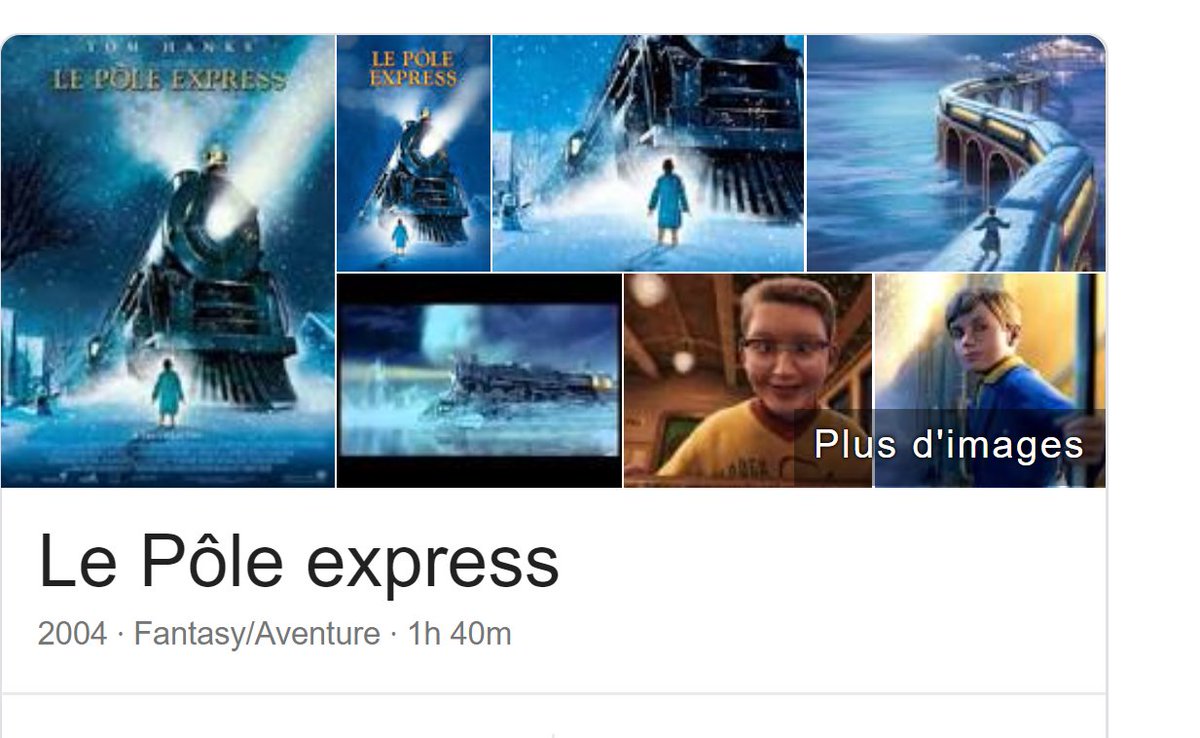 TOM HANKS
LE PÔLE EXPRESS
LE PÔLE
EXPRESS
Plus d'images
Le Pôle express
2004 · Fantasy/Aventure · 1h 40m